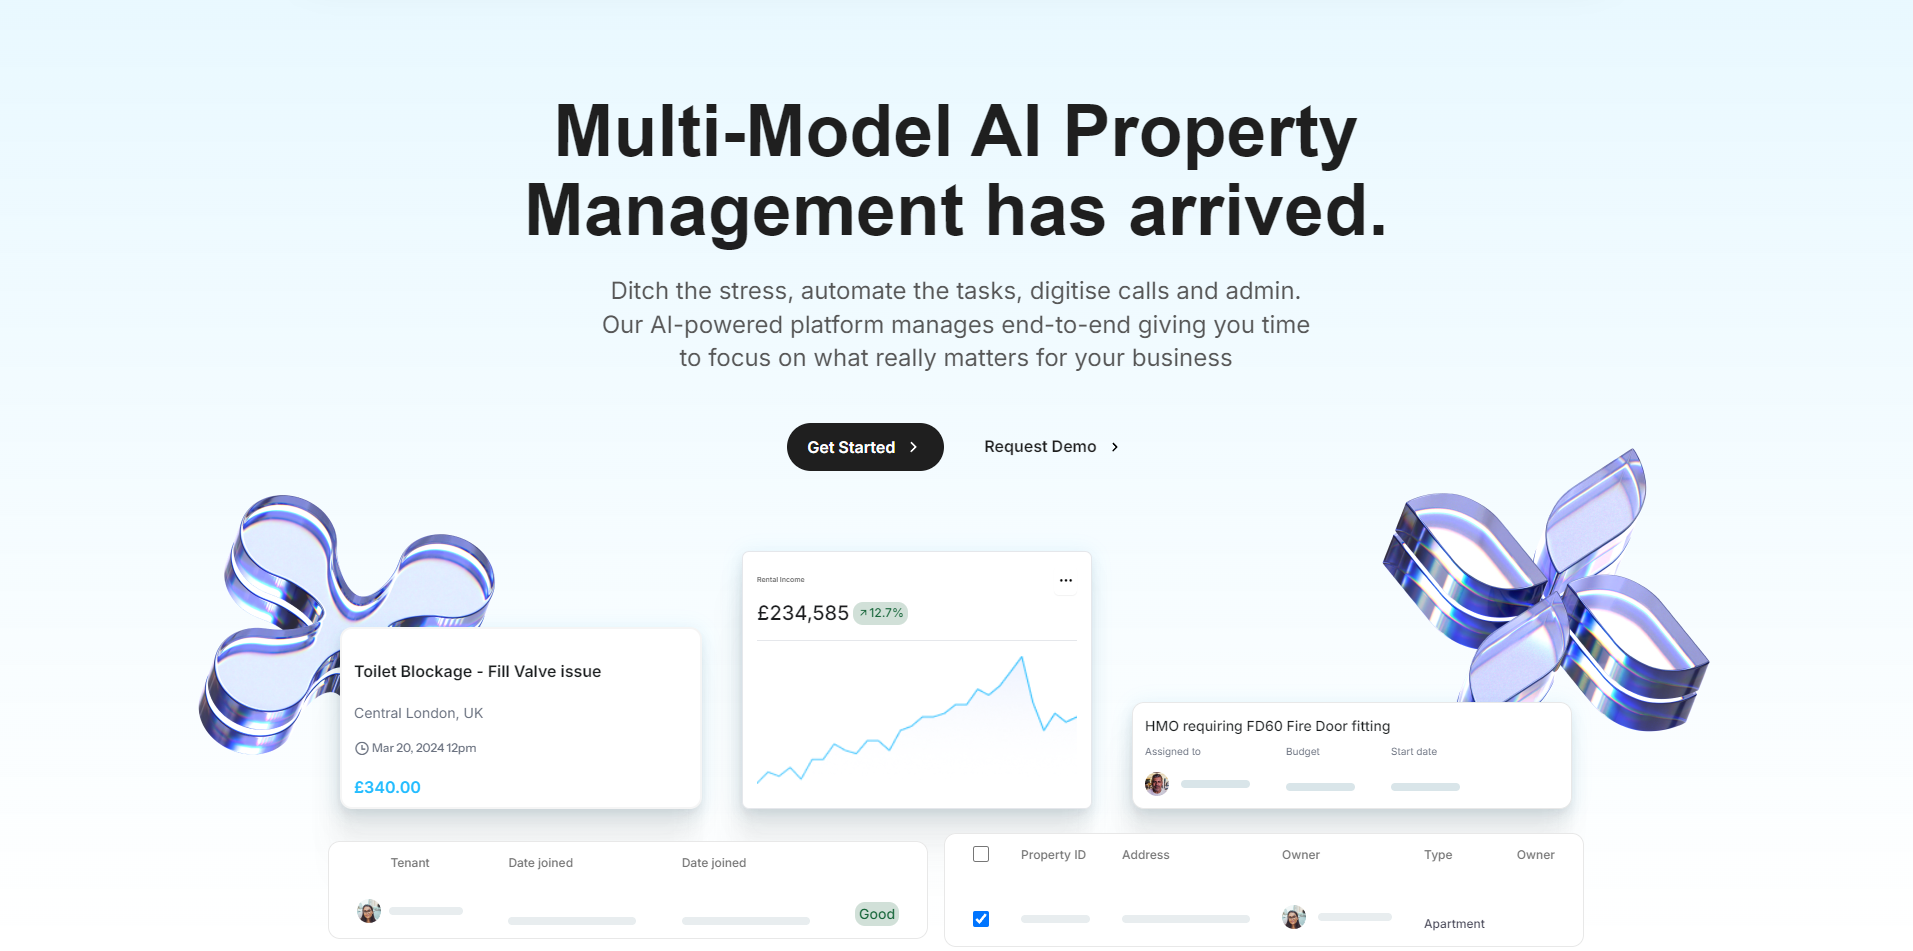 Multi-Model AI Property
Management has arrived.
Ditch the stress, automate the tasks, digitise calls and admin.
Our AI-powered platform manages end-to-end giving you time
to focus on what really matters for your business
Get Started
Request Demo
Toilet Blockage - Fill Valve issue
Central London, UK
Mar 20, 2024 12pm
£340.00
Rental Income
£234,585 12.7%
HMO requiring FD60 Fire Door fitting
Assigned to Budget Start date
Tenant Date joined Date joined
Good
Property ID Address Owner Type Owner
Apartment